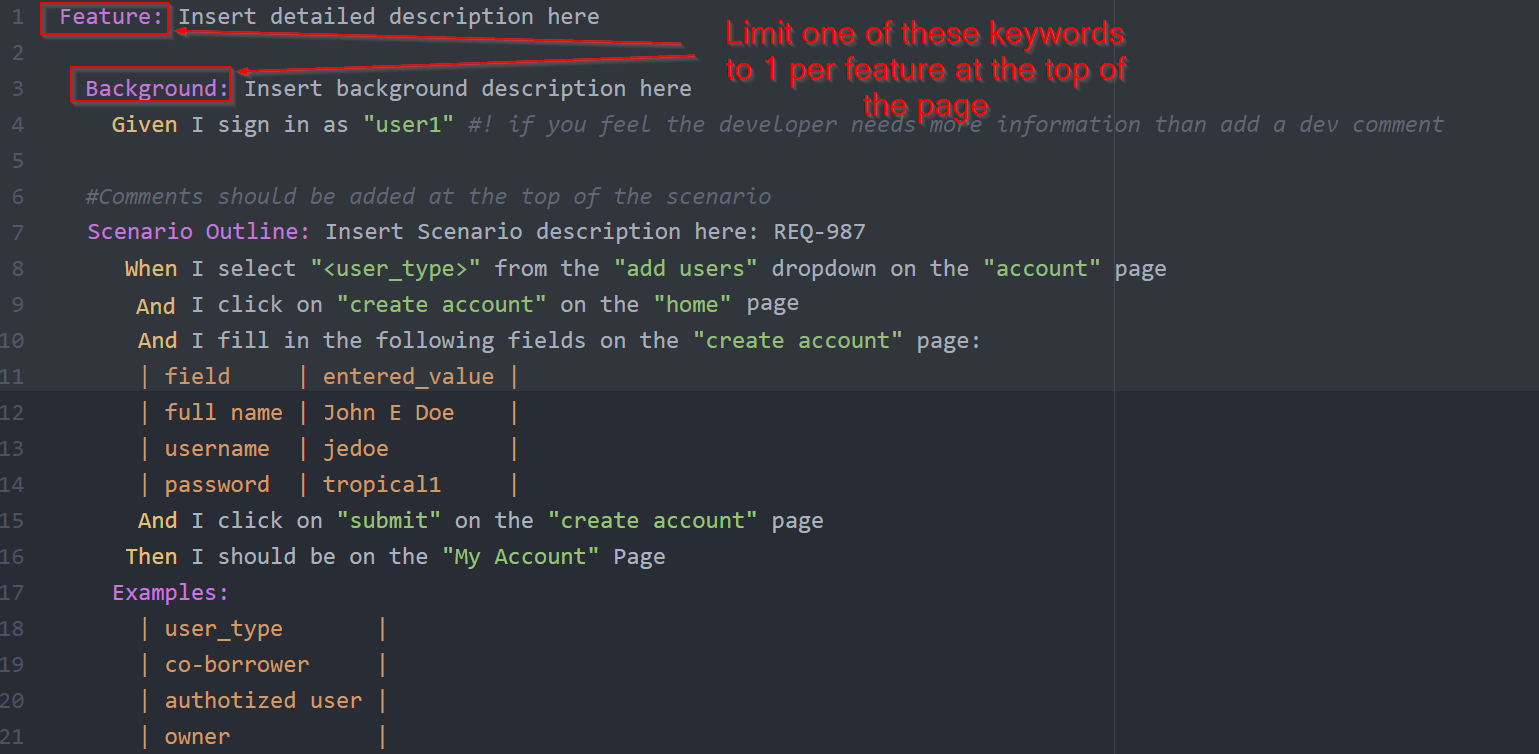 1 Feature: Insert detailed description here
Limit one of these keywords
to 1 per feature at the top of
the page
2
3 Background: Insert background description here
4 Given I sign in as "user1" #! if you feel the developer needs more information than add a dev comment
5
6 #Comments should be added at the top of the scenario
7 Scenario Outline: Insert Scenario description here: REQ-987
8 When I select "<user_type>" from the "add users" dropdown on the "account" page
9 And I click on "create account" on the "home" page
10 And I fill in the following fields on the "create account" page:
11 | field | entered_value |
12 | full name | John E Doe |
13 | username | jedoe |
14 | password | tropical1 |
15 And I click on "submit" on the "create account" page
16 Then I should be on the "My Account" Page
17 Examples:
18 | user_type |
19 | co-borrower |
20 | authotized user |
21 | owner |